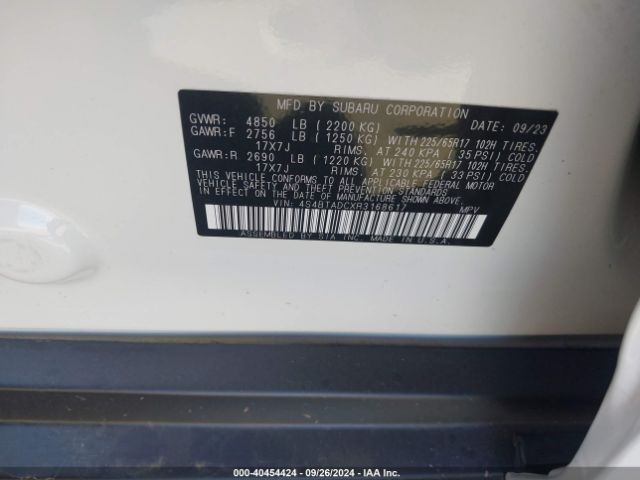 MFD BY SUBARU CORPORATION
GVWR: 4850 LB ( 2200 KG) DATE: 09/23
GAWR:F 2756 LB ( 1250 KG) WITH 225/65R17 102H TIRES,
17X7J RIMS, AT 240 KPA ( 35 PSI) COLD
GAWR:R 2690 LB ( 1220 KG) WITH 225/65R17 102H TIRES,
17X7J RIMS, AT 230 KPA ( 33 PSI) COLD
THIS VEHICLE CONFORMS TO ALL APPLICABLE FEDERAL MOTOR
VEHICLE SAFETY AND THEFT PREVENTION STANDARDS
IN EFFECT ON THE DATE OF MANUFACTURE SHOWN ABOVE.
VIN: 4S4BTADCXR3168617 MPV
ASSEMBLED BY SIA INC. MADE IN U.S.A.
000-40454424 - 09/26/2024 - IAA Inc.